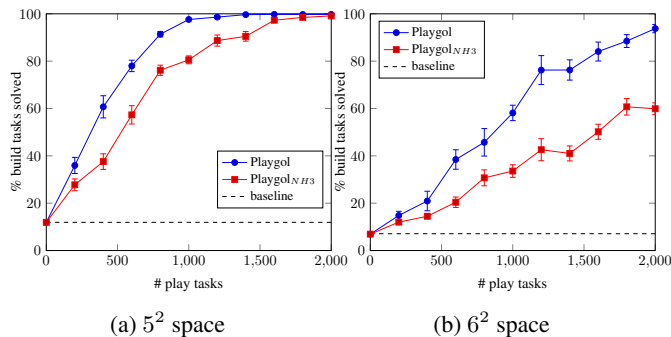 100
80
60
40
20
0
% build tasks solved
Playgol
Playgol_NH3
baseline
0 500 1,000 1,500 2,000
# play tasks
(a) 5² space
100
80
60
40
20
0
% build tasks solved
Playgol
Playgol_NH3
baseline
0 500 1,000 1,500 2,000
# play tasks
(b) 6² space